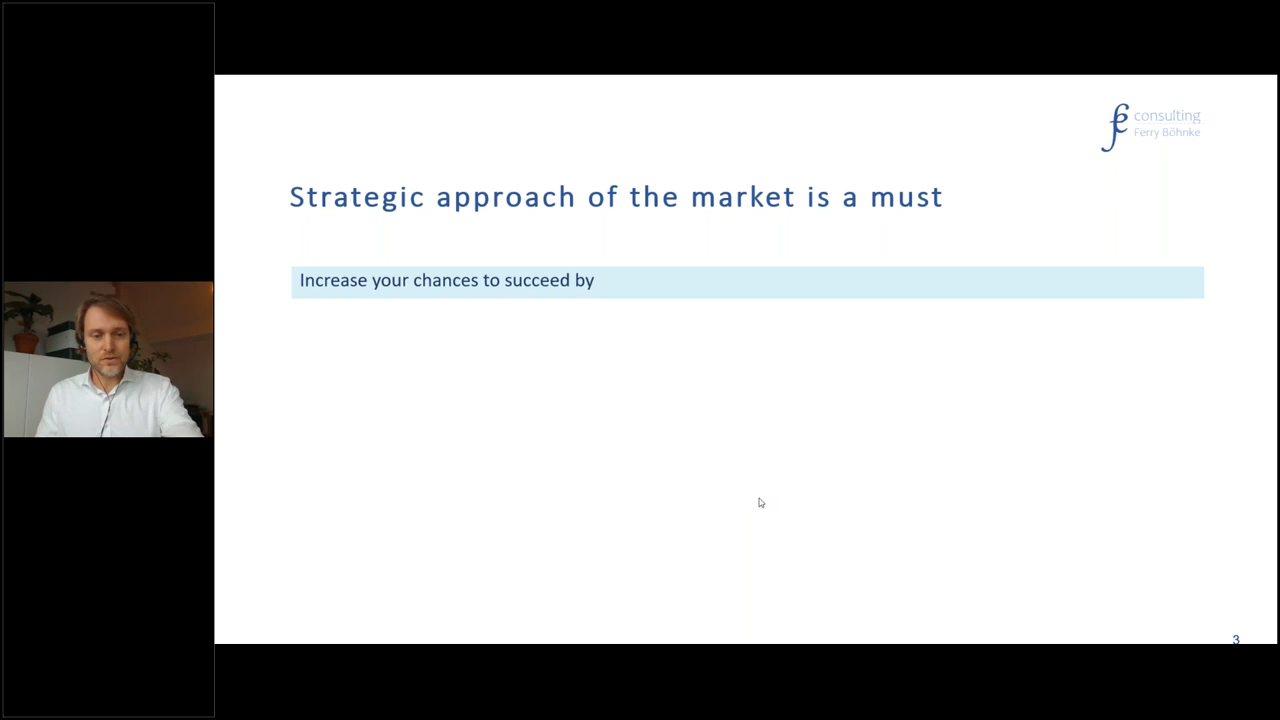 consulting
Ferry Böhnke
Strategic approach of the market is a must
Increase your chances to succeed by
3